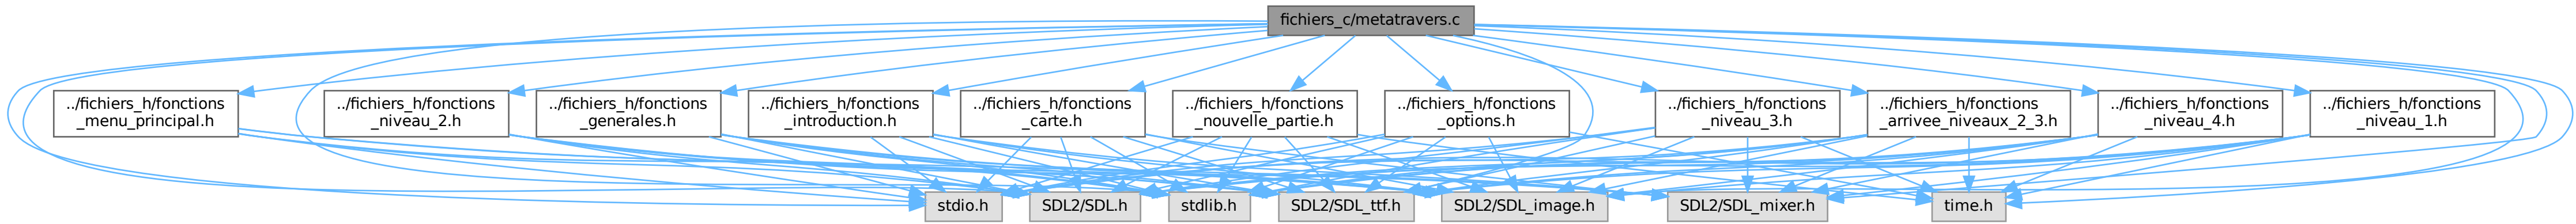 fichiers_c/metatravers.c
../fichiers_h/fonctions
_menu_principal.h
../fichiers_h/fonctions
_niveau_2.h
../fichiers_h/fonctions
_generales.h
../fichiers_h/fonctions
_introduction.h
../fichiers_h/fonctions
_carte.h
../fichiers_h/fonctions
_nouvelle_partie.h
../fichiers_h/fonctions
_options.h
../fichiers_h/fonctions
_niveau_3.h
../fichiers_h/fonctions
_arrivee_niveaux_2_3.h
../fichiers_h/fonctions
_niveau_4.h
../fichiers_h/fonctions
_niveau_1.h
stdio.h
SDL2/SDL.h
stdlib.h
SDL2/SDL_ttf.h
SDL2/SDL_image.h
SDL2/SDL_mixer.h
time.h